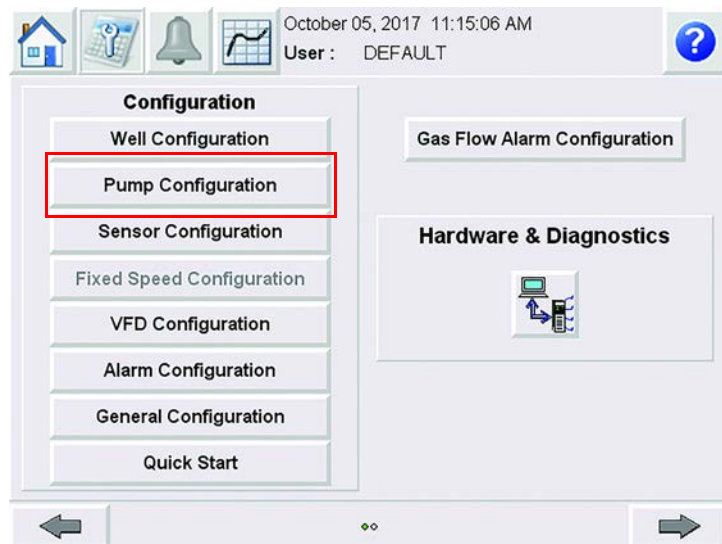 October 05, 2017 11:15:06 AM
User : DEFAULT
?
Configuration
Well Configuration
Pump Configuration
Sensor Configuration
Fixed Speed Configuration
VFD Configuration
Alarm Configuration
General Configuration
Quick Start
Gas Flow Alarm Configuration
Hardware & Diagnostics